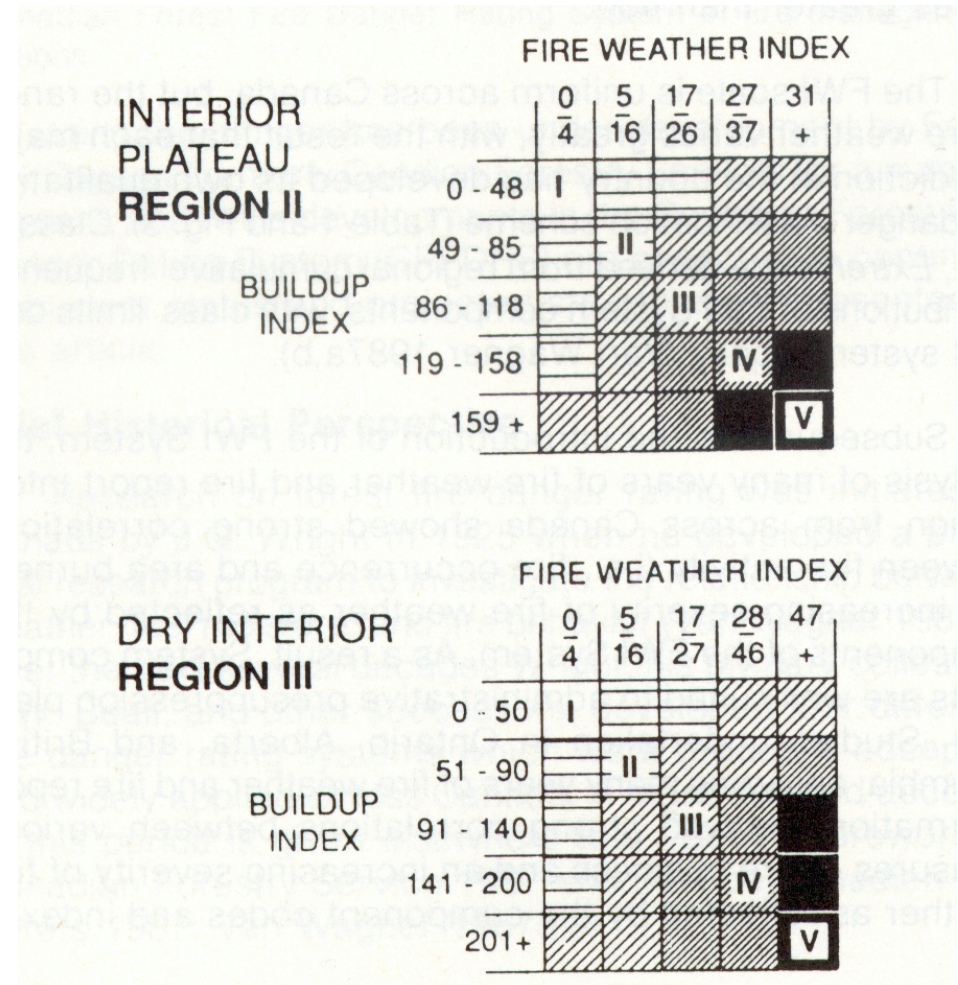 FIRE WEATHER INDEX
INTERIOR
PLATEAU
REGION II
0 5 17 27 31
4 16 26 37 +
0 - 48 I
49 - 85 II
BUILDUP
INDEX
86 - 118 III
119 - 158 IV
159 + V
FIRE WEATHER INDEX
DRY INTERIOR
REGION III
0 5 17 28 47
4 16 27 46 +
0 - 50 I
51 - 90 II
BUILDUP
INDEX
91 - 140 III
141 - 200 IV
201+ V